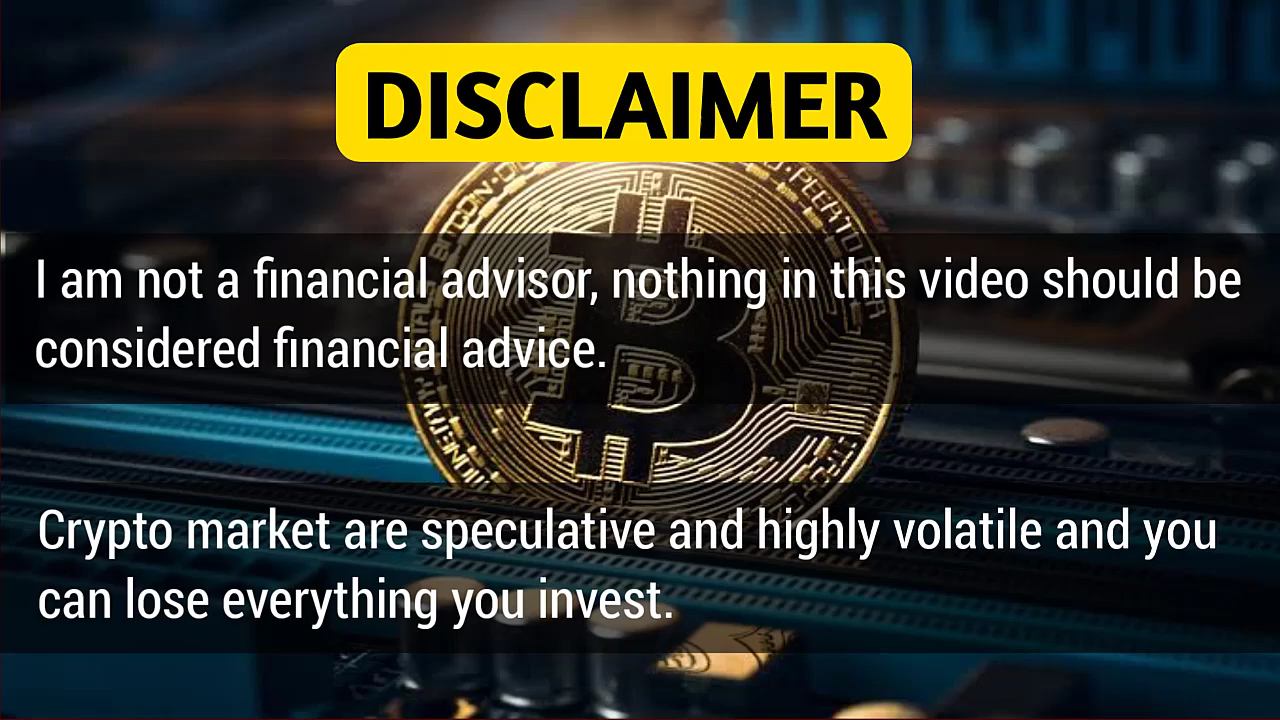 DISCLAIMER
I am not a financial advisor, nothing in this video should be
considered financial advice.
Crypto market are speculative and highly volatile and you
can lose everything you invest.